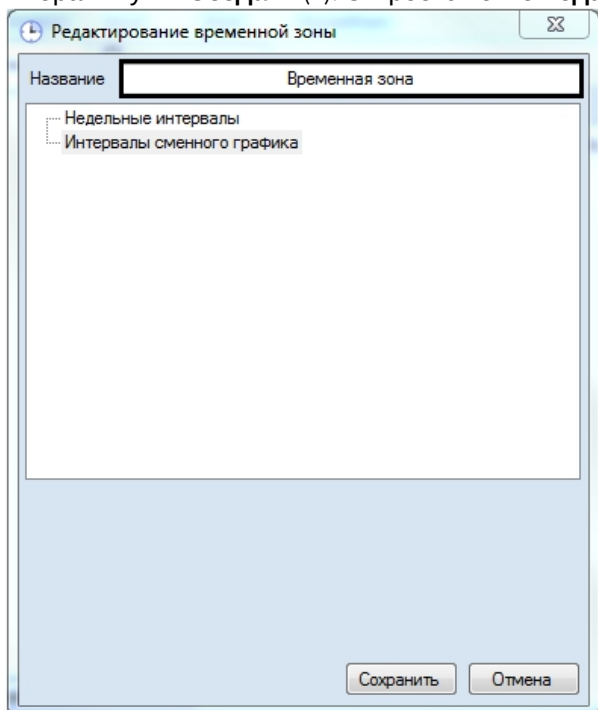 Редактирование временной зоны
Название Временная зона
Недельные интервалы
Интервалы сменного графика
Сохранить Отмена